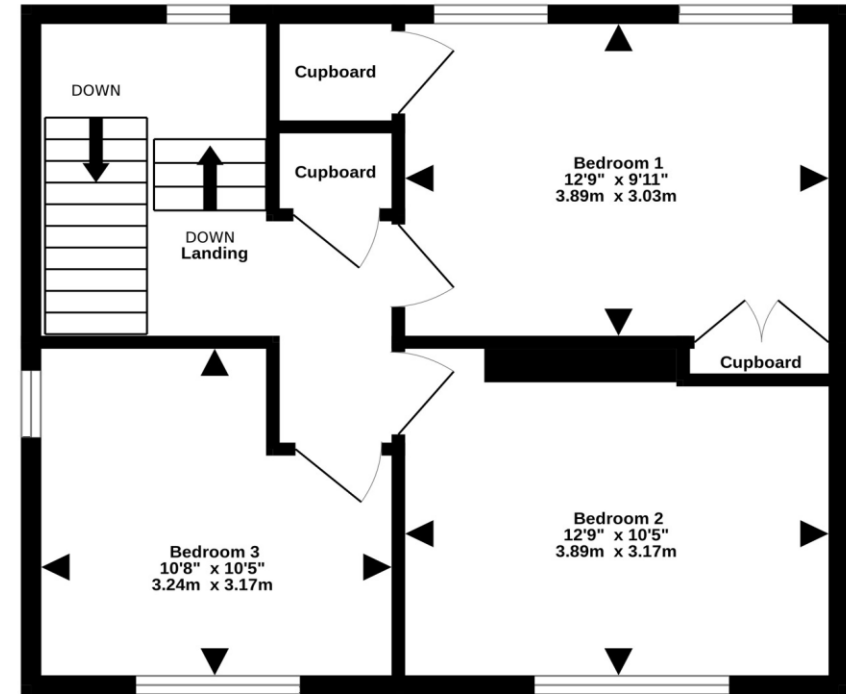 DOWN
Cupboard
Cupboard
DOWN
Landing
Bedroom 1
12'9" x 9'11"
3.89m x 3.03m
Cupboard
Bedroom 2
12'9" x 10'5"
3.89m x 3.17m
Bedroom 3
10'8" x 10'5"
3.24m x 3.17m